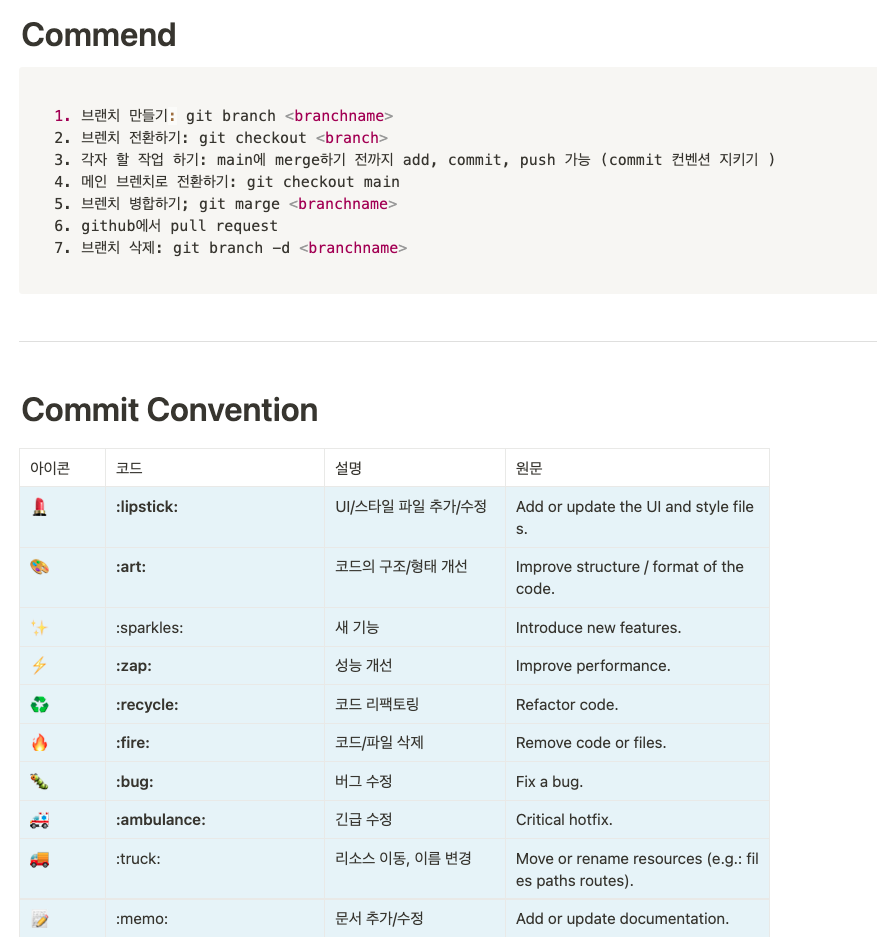 Commend
1. 브랜치 만들기: git branch <branchname>
2. 브렌치 전환하기: git checkout <branch>
3. 각자 할 작업 하기: main에 merge하기 전까지 add, commit, push 가능 (commit 컨벤션 지키기 )
4. 메인 브렌치로 전환하기: git checkout main
5. 브렌치 병합하기; git marge <branchname>
6. github에서 pull request
7. 브랜치 삭제: git branch –d <branchname>
Commit Convention
아이콘 코드 설명 원문
:lipstick: UI/스타일 파일 추가/수정 Add or update the UI and style file
s.
:art: 코드의 구조/형태 개선 Improve structure / format of the
code.
:sparkles: 새 기능 Introduce new features.
:zap: 성능 개선 Improve performance.
:recycle: 코드 리팩토링 Refactor code.
:fire: 코드/파일 삭제 Remove code or files.
:bug: 버그 수정 Fix a bug.
:ambulance: 긴급 수정 Critical hotfix.
:truck: 리소스 이동, 이름 변경 Move or rename resources (e.g.: fil
es paths routes).
:memo: 문서 추가/수정 Add or update documentation.